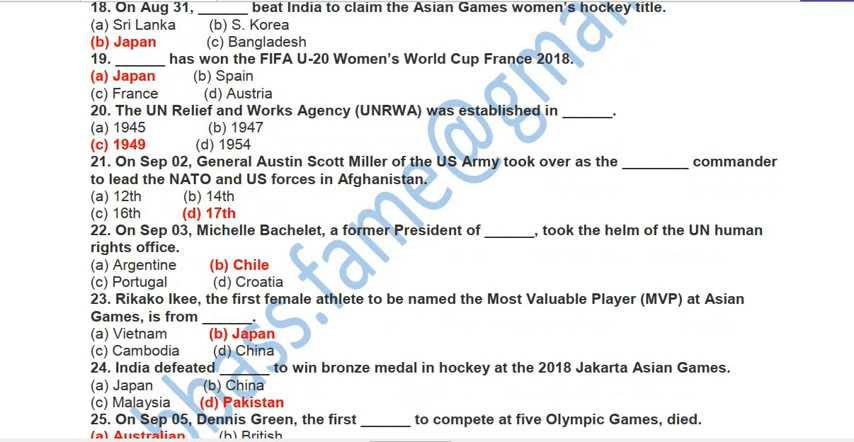 18. On Aug 31, ______ beat India to claim the Asian Games women's hockey title.
(a) Sri Lanka (b) S. Korea
(b) Japan (c) Bangladesh
19. ______ has won the FIFA U-20 Women's World Cup France 2018.
(a) Japan (b) Spain
(c) France (d) Austria
20. The UN Relief and Works Agency (UNRWA) was established in ______.
(a) 1945 (b) 1947
(c) 1949 (d) 1954
21. On Sep 02, General Austin Scott Miller of the US Army took over as the ________ commander
to lead the NATO and US forces in Afghanistan.
(a) 12th (b) 14th
(c) 16th (d) 17th
22. On Sep 03, Michelle Bachelet, a former President of ______, took the helm of the UN human
rights office.
(a) Argentine (b) Chile
(c) Portugal (d) Croatia
23. Rikako Ikee, the first female athlete to be named the Most Valuable Player (MVP) at Asian
Games, is from ______.
(a) Vietnam (b) Japan
(c) Cambodia (d) China
24. India defeated ______ to win bronze medal in hockey at the 2018 Jakarta Asian Games.
(a) Japan (b) China
(c) Malaysia (d) Pakistan
25. On Sep 05, Dennis Green, the first ______ to compete at five Olympic Games, died.
(a) Australian (b) British